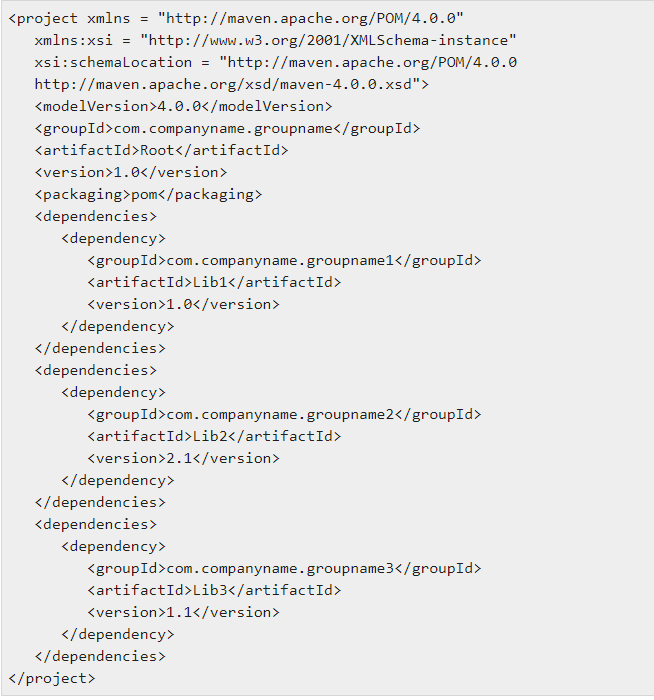 <project xmlns = "http://maven.apache.org/POM/4.0.0"
   xmlns:xsi = "http://www.w3.org/2001/XMLSchema-instance"
   xsi:schemaLocation = "http://maven.apache.org/POM/4.0.0
   http://maven.apache.org/xsd/maven-4.0.0.xsd">
   <modelVersion>4.0.0</modelVersion>
   <groupId>com.companyname.groupname</groupId>
   <artifactId>Root</artifactId>
   <version>1.0</version>
   <packaging>pom</packaging>
   <dependencies>
      <dependency>
         <groupId>com.companyname.groupname1</groupId>
         <artifactId>Lib1</artifactId>
         <version>1.0</version>
      </dependency>
   </dependencies>
   <dependencies>
      <dependency>
         <groupId>com.companyname.groupname2</groupId>
         <artifactId>Lib2</artifactId>
         <version>2.1</version>
      </dependency>
   </dependencies>
   <dependencies>
      <dependency>
         <groupId>com.companyname.groupname3</groupId>
         <artifactId>Lib3</artifactId>
         <version>1.1</version>
      </dependency>
   </dependencies>
</project>